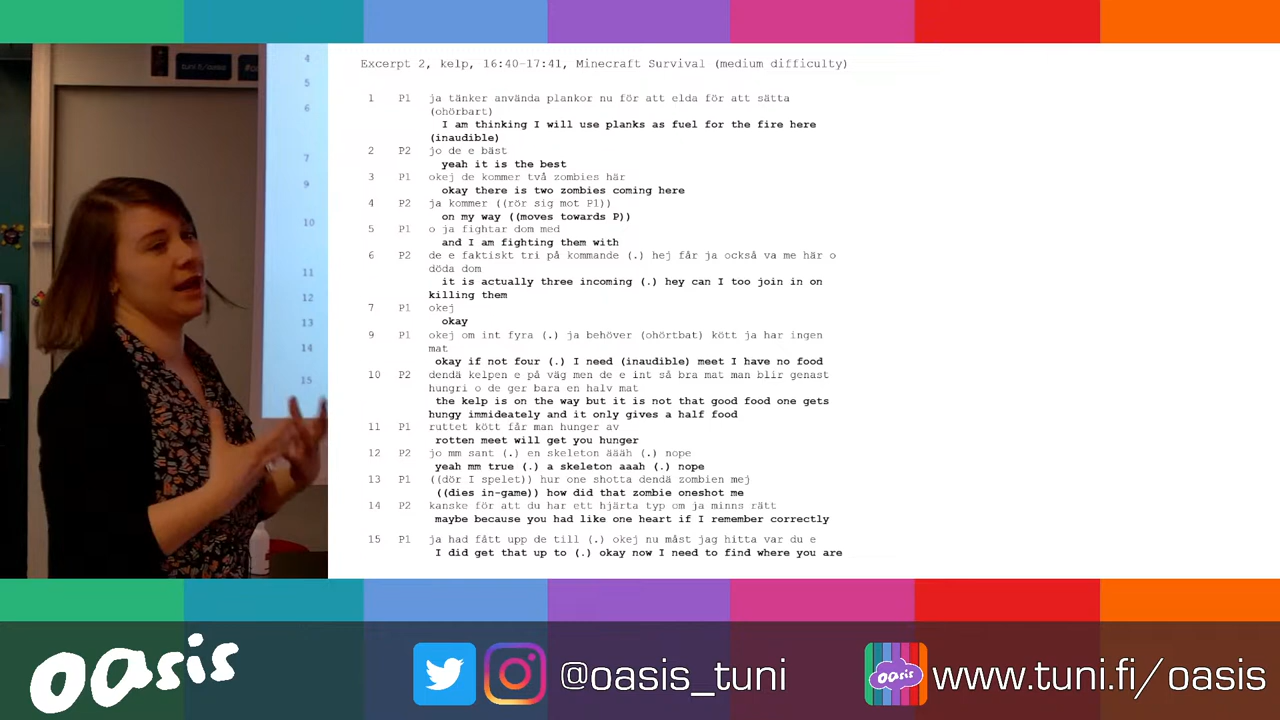 tuni.fi/oasis
4
5
6
7
9
10
11
12
13
14
15
Excerpt 2, kelp, 16:40-17:41, Minecraft Survival (medium difficulty)
1 P1 ja tänker använda plankor nu för att elda för att sätta
(ohörbart)
I am thinking I will use planks as fuel for the fire here
(inaudible)
2 P2 jo de e bäst
yeah it is the best
3 P1 okej de kommer två zombies här
okay there is two zombies coming here
4 P2 ja kommer ((rör sig mot P1))
on my way ((moves towards P))
5 P1 o ja fightar dom med
and I am fighting them with
6 P2 de e faktiskt tri på kommande (.) hej får ja också va me här o
döda dom
it is actually three incoming (.) hey can I too join in on
killing them
7 P1 okej
okay
9 P1 okej om int fyra (.) ja behöver (ohörtbat) kött ja har ingen
mat
okay if not four (.) I need (inaudible) meet I have no food
10 P2 dendä kelpen e på väg men de e int så bra mat man blir genast
hungri o de ger bara en halv mat
the kelp is on the way but it is not that good food one gets
hungy immideately and it only gives a half food
11 P1 ruttet kött får man hunger av
rotten meet will get you hunger
12 P2 jo mm sant (.) en skeleton äääh (.) nope
yeah mm true (.) a skeleton aaah (.) nope
13 P1 ((dör I spelet)) hur one shotta dendä zombien mej
((dies in-game)) how did that zombie oneshot me
14 P2 kanske för att du har ett hjärta typ om ja minns rätt
maybe because you had like one heart if I remember correctly
15 P1 ja had fått upp de till (.) okej nu måst jag hitta var du e
I did get that up to (.) okay now I need to find where you are
oasis
@oasis_tuni
oasis
www.tuni.fi/oasis